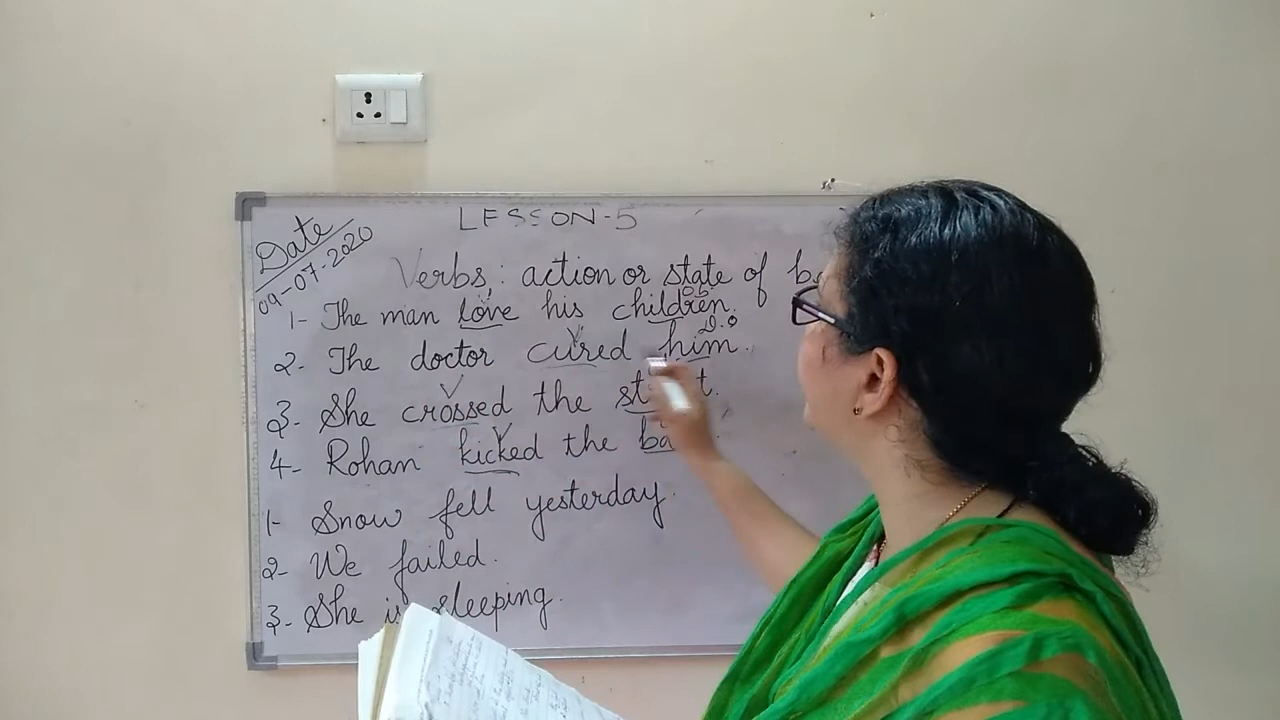 LESSON-5
Date
09-07-2020
Verbs: action or state of
V Ob.
1- The man love his children.
V D.O
2- The doctor cured him.
V
3- She crossed the
V
4- Rohan kicked the
1- Snow fell yesterday.
2- We failed.
3- She is sleeping.